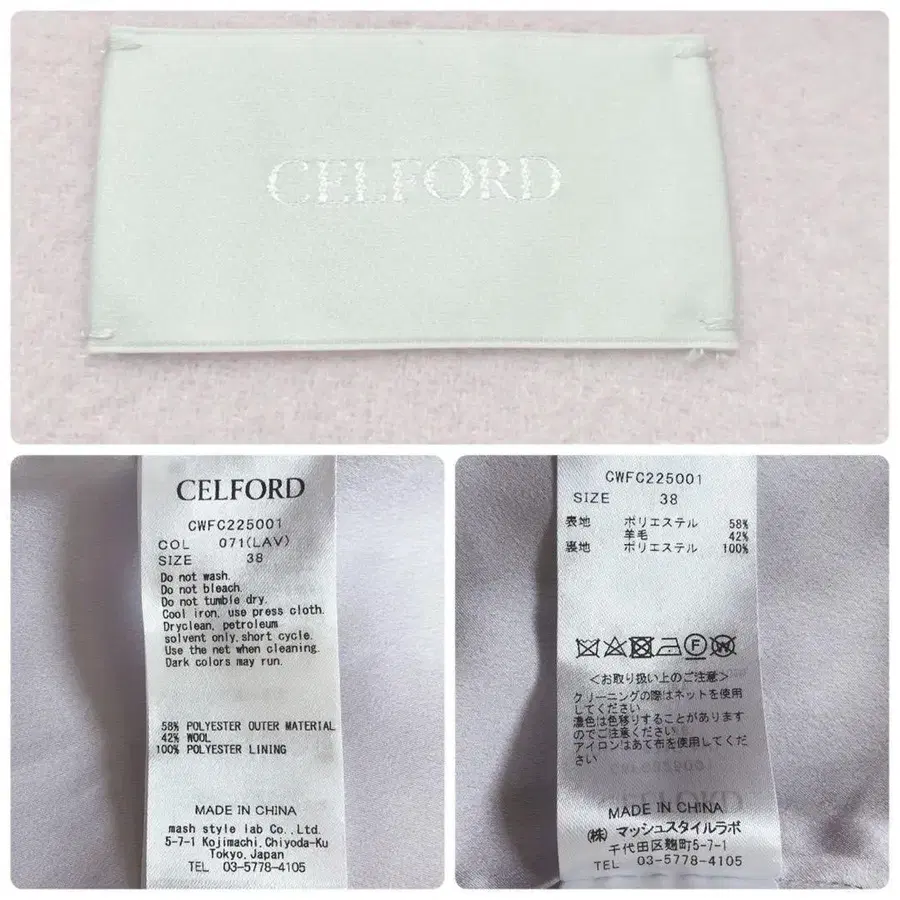 CELFORD
CELFORD
CWFC225001
COL 071(LAV)
SIZE 38
Do not wash.
Do not bleach.
Do not tumble dry.
Cool iron, use press cloth.
Dryclean, petroleum
solvent only,short cycle.
Use the net when cleaning.
Dark colors may run.
58% POLYESTER OUTER MATERIAL
42% WOOL
100% POLYESTER LINING
MADE IN CHINA
mash style lab Co.,Ltd.
5-7-1 Kojimachi,Chiyoda-Ku
Tokyo,Japan
TEL 03-5778-4105
CWFC225001
SIZE 38
表地 ポリエステル 58%
羊毛 42%
裏地 ポリエステル 100%
<お取り扱い上のご注意>
クリーニングの際はネットを使用
してください
濃色は色移りすることがあります
のでご注意ください
アイロンはあて布を使用してくだ
さい
MADE IN CHINA
(株) マッシュスタイルラボ
千代田区麹町5-7-1
TEL 03-5778-4105